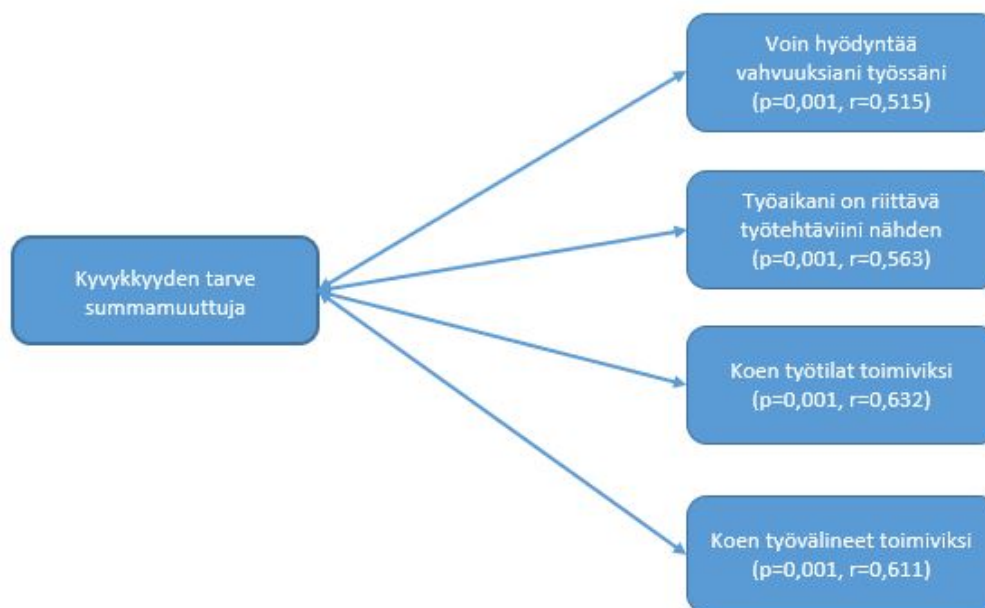 Voin hyödyntää
vahvuuksiani työssäni
(p=0,001, r=0,515)
Työaikani on riittävä
työtehtäviini nähden
(p=0,001, r=0,563)
Kyvykkyyden tarve
summamuuttuja
Koen työtilat toimiviksi
(p=0,001, r=0,632)
Koen työvälineet toimiviksi
(p=0,001, r=0,611)